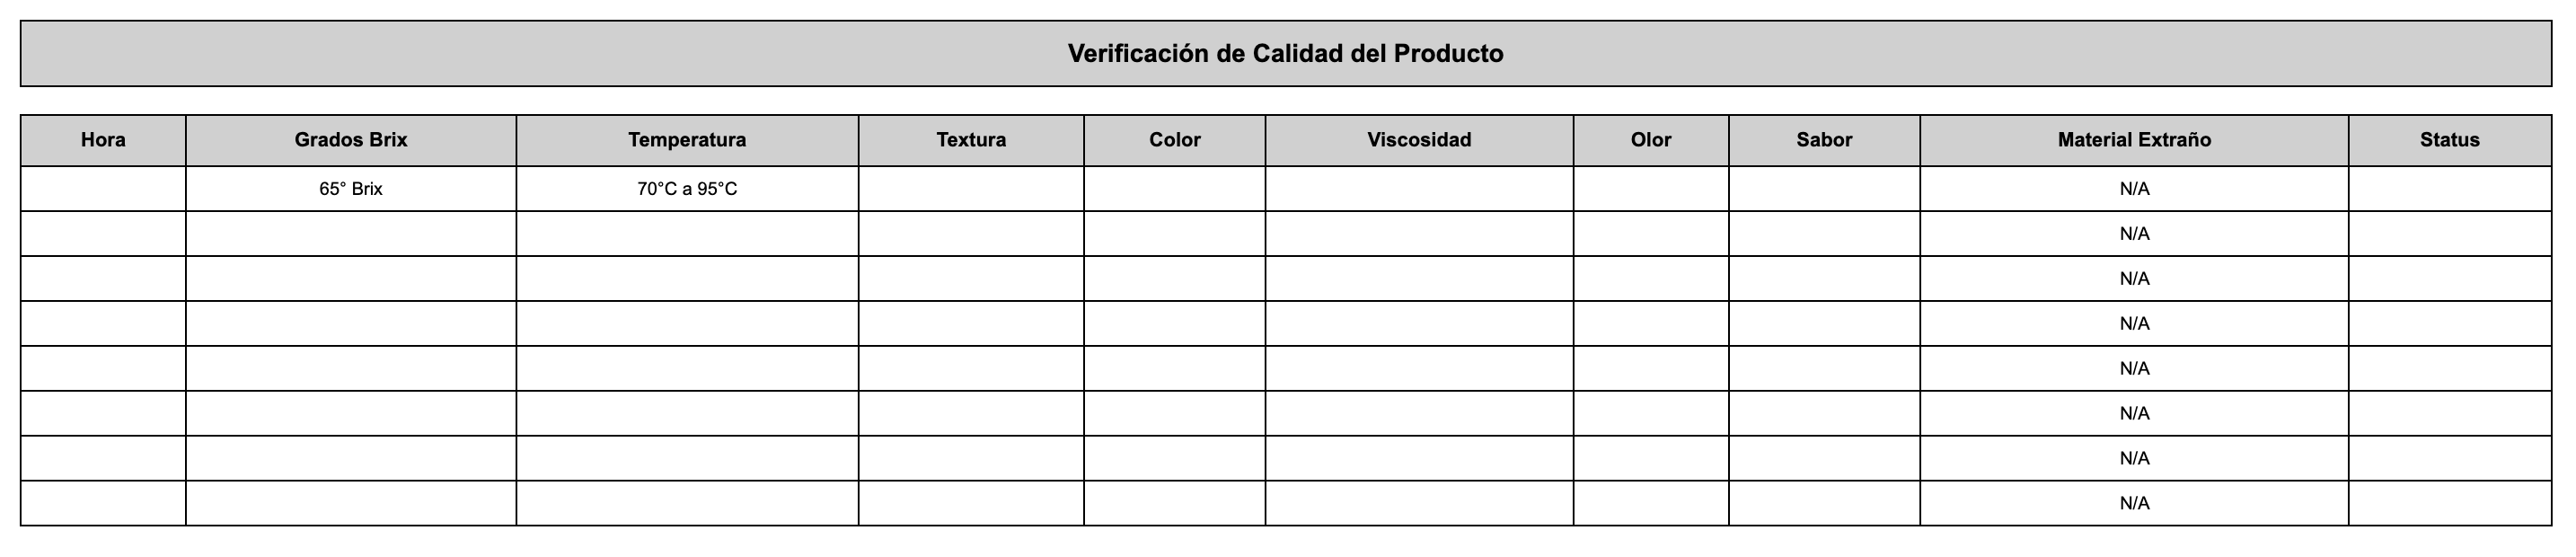 Verificación de Calidad del Producto
Hora Grados Brix Temperatura Textura Color Viscosidad Olor Sabor Material Extraño Status
65° Brix 70°C a 95°C N/A
N/A
N/A
N/A
N/A
N/A
N/A
N/A